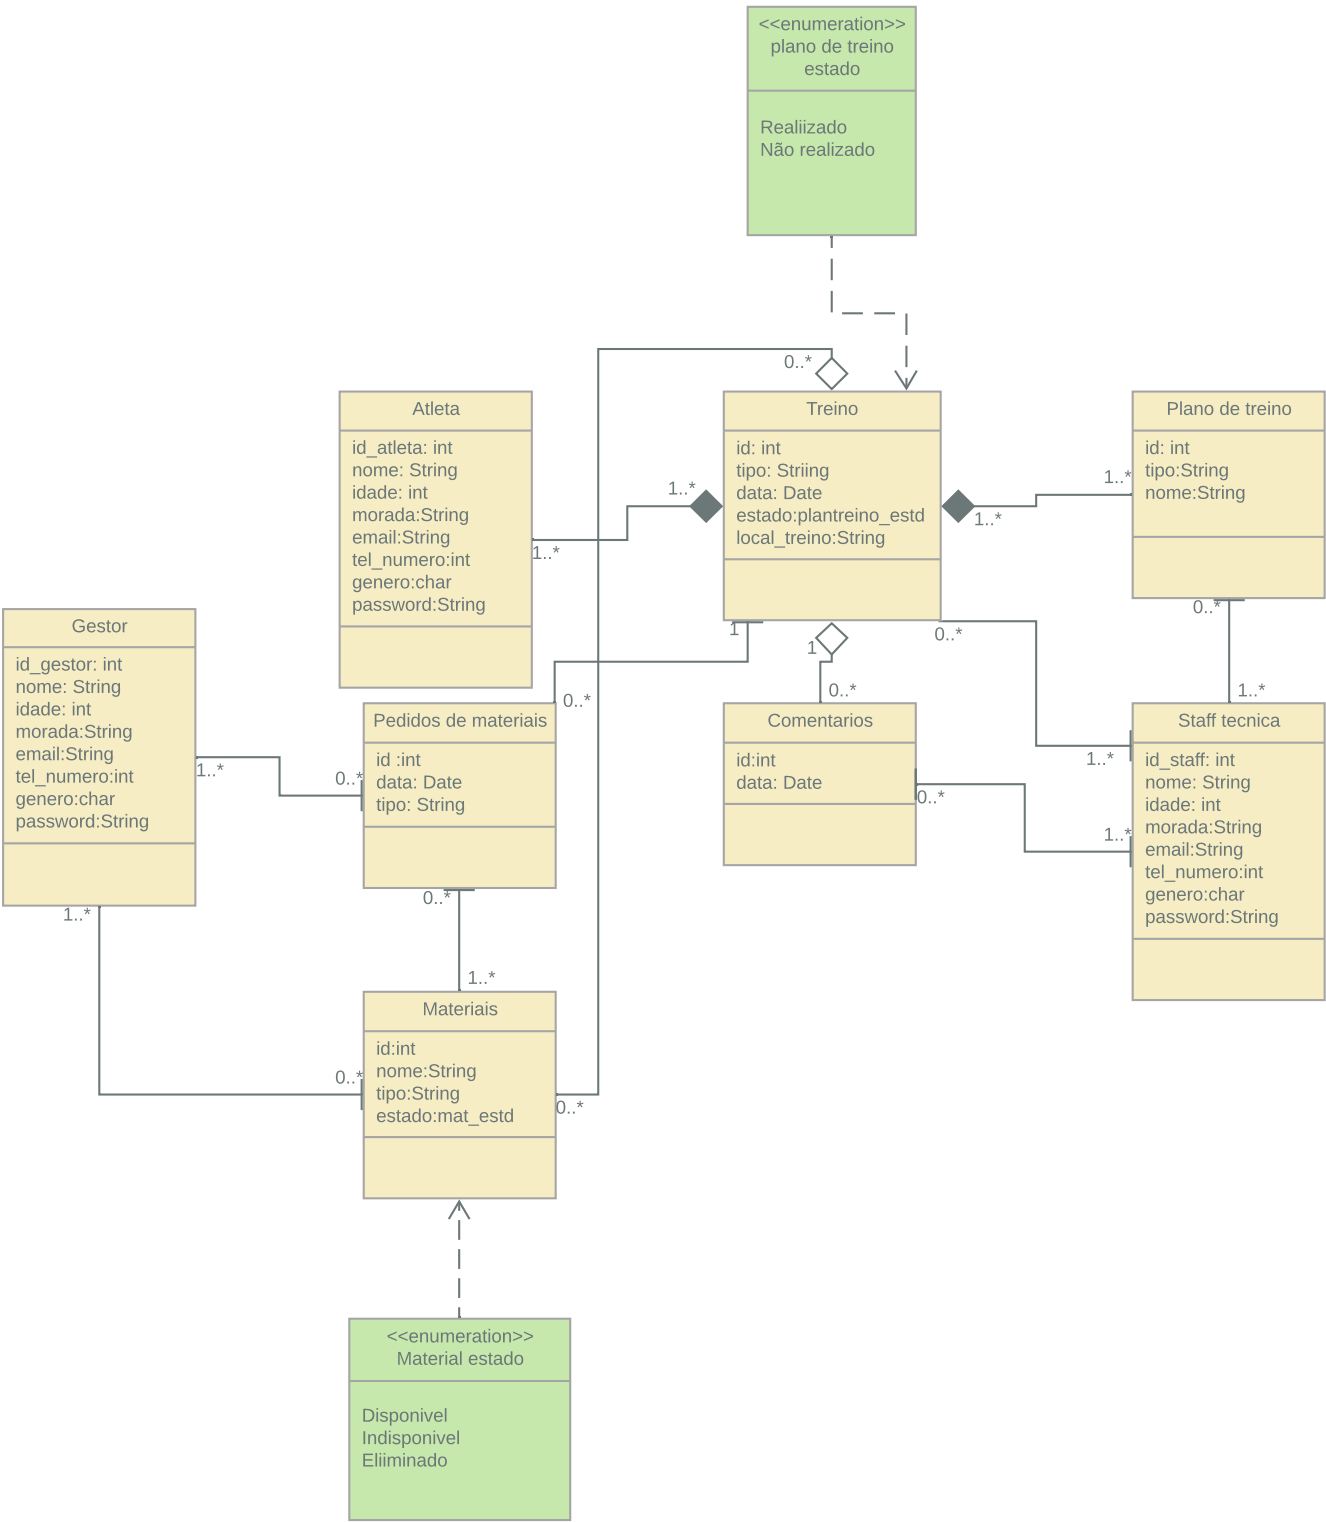 <<enumeration>>
plano de treino
estado
Realiizado
Não realizado
0..*
Atleta
id_atleta: int
nome: String
idade: int
morada:String
email:String
tel_numero:int
genero:char
password:String
1..*
1..*
Treino
id: int
tipo: Striing
data: Date
estado:plantreino_estd
local_treino:String
1..*
1..*
Plano de treino
id: int
tipo:String
nome:String
Gestor
id_gestor: int
nome: String
idade: int
morada:String
email:String
tel_numero:int
genero:char
password:String
1
1
0..*
0..*
0..*
0..*
1..*
Pedidos de materiais
id :int
data: Date
tipo: String
Comentarios
id:int
data: Date
Staff tecnica
id_staff: int
nome: String
idade: int
morada:String
email:String
tel_numero:int
genero:char
password:String
1..*
0..*
0..*
1..*
1..*
1..*
0..*
1..*
Materiais
id:int
nome:String
tipo:String
estado:mat_estd
0..*
0..*
<<enumeration>>
Material estado
Disponivel
Indisponivel
Eliiminado